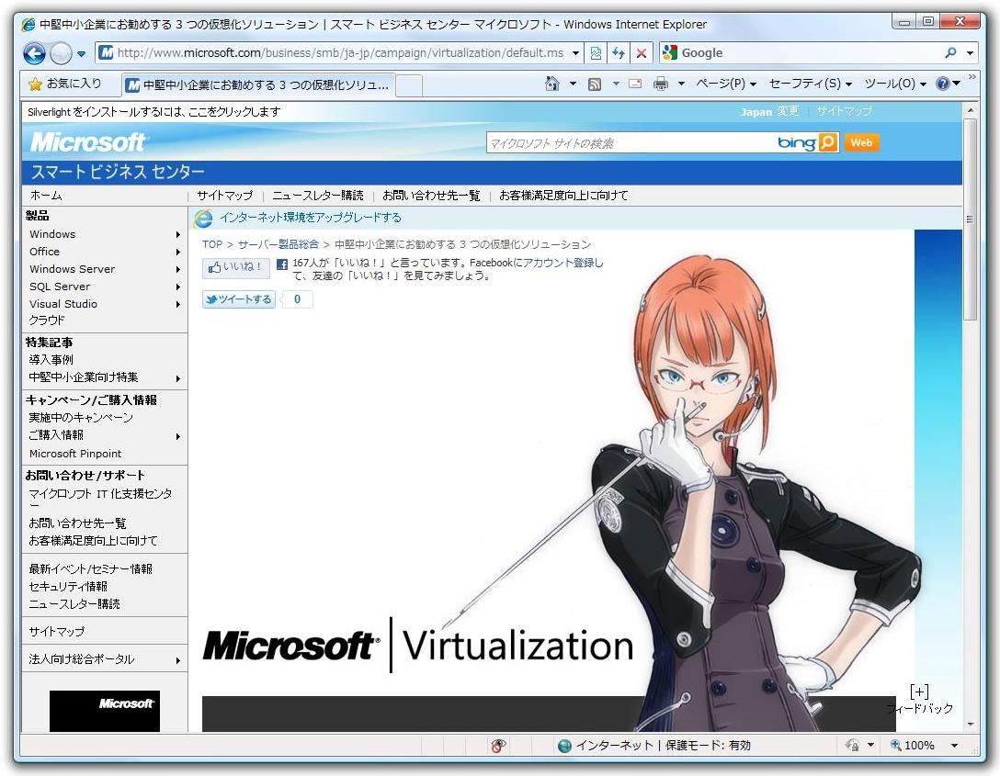 中堅中小企業にお勧めする 3 つの仮想化ソリューション | スマート ビジネス センター マイクロソフト - Windows Internet Explorer
http://www.microsoft.com/business/smb/ja-jp/campaign/virtualization/default.ms
Google
お気に入り
中堅中小企業にお勧めする 3 つの仮想化ソリュ...
ページ(P)
セーフティ(S)
ツール(O)
Silverlight をインストールするには、ここをクリックします
Japan 変更 | サイトマップ
Microsoft
マイクロソフト サイトの検索
bing
Web
スマート ビジネス センター
ホーム
サイトマップ | ニュースレター購読 | お問い合わせ先一覧 | お客様満足度向上に向けて
製品
Windows
Office
Windows Server
SQL Server
Visual Studio
クラウド
特集記事
導入事例
中堅中小企業向け特集
キャンペーン/ご購入情報
実施中のキャンペーン
ご購入情報
Microsoft Pinpoint
お問い合わせ/サポート
マイクロソフト IT 化支援センタ
ー
お問い合わせ先一覧
お客様満足度向上に向けて
最新イベント/セミナー情報
セキュリティ情報
ニュースレター購読
サイトマップ
法人向け総合ポータル
Microsoft
インターネット環境をアップグレードする
TOP > サーバー製品総合 > 中堅中小企業にお勧めする 3 つの仮想化ソリューション
いいね！
167人が「いいね！」と言っています。Facebookにアカウント登録し
て、友達の「いいね！」を見てみましょう。
ツイートする
0
Microsoft | Virtualization
[+]
フィードバック
インターネット | 保護モード: 有効
100%